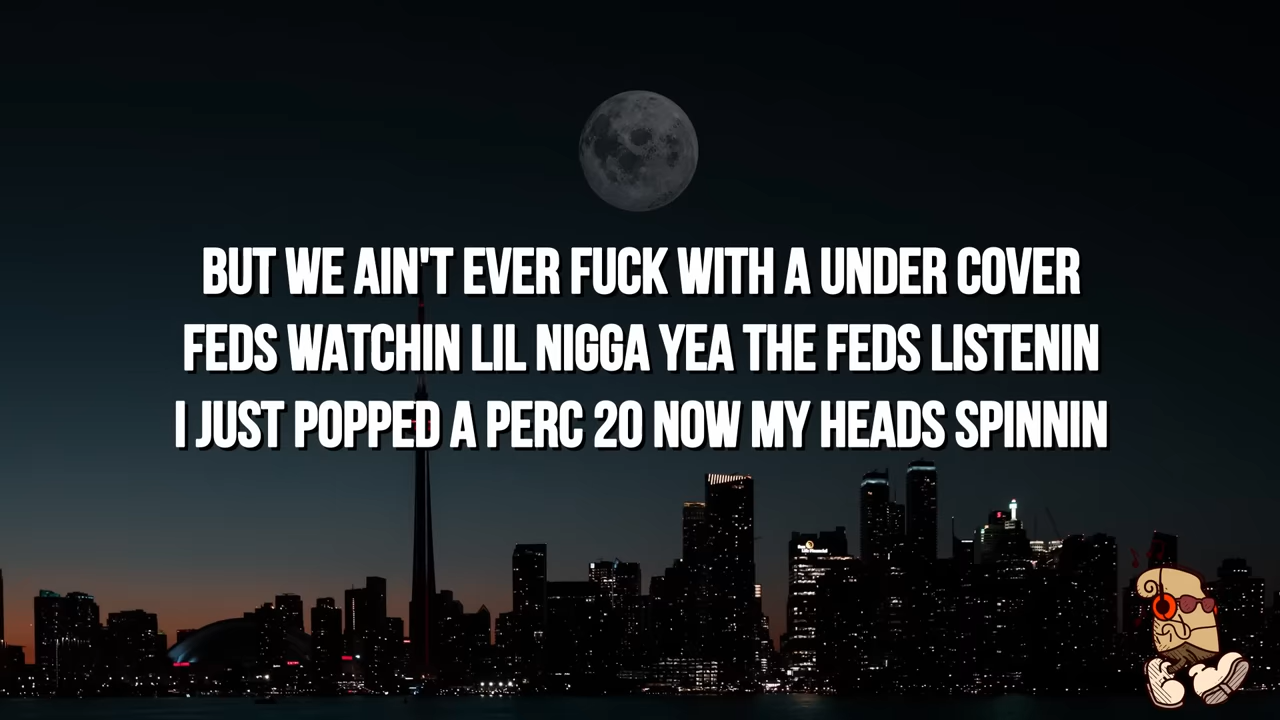 BUT WE AIN'T EVER FUCK WITH A UNDER COVER
FEDS WATCHIN LIL NIGGA YEA THE FEDS LISTENIN
I JUST POPPED A PERC 20 NOW MY HEADS SPINNIN